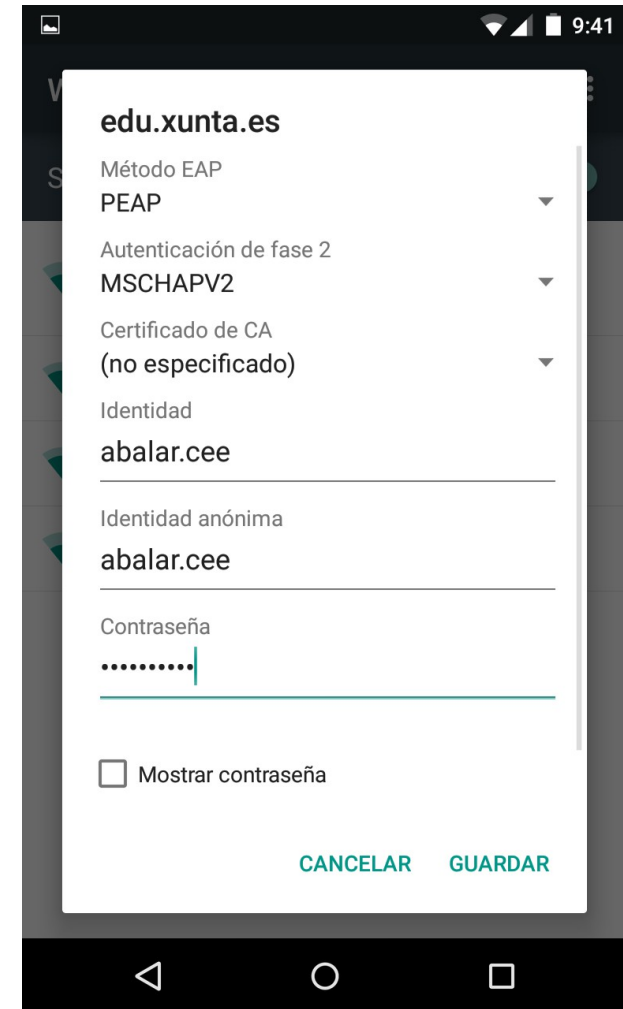 9:41
W
S
edu.xunta.es
Método EAP
PEAP
Autenticación de fase 2
MSCHAPV2
Certificado de CA
(no especificado)
Identidad
abalar.cee
Identidad anónima
abalar.cee
Contraseña
••••••••••
Mostrar contraseña
CANCELAR GUARDAR